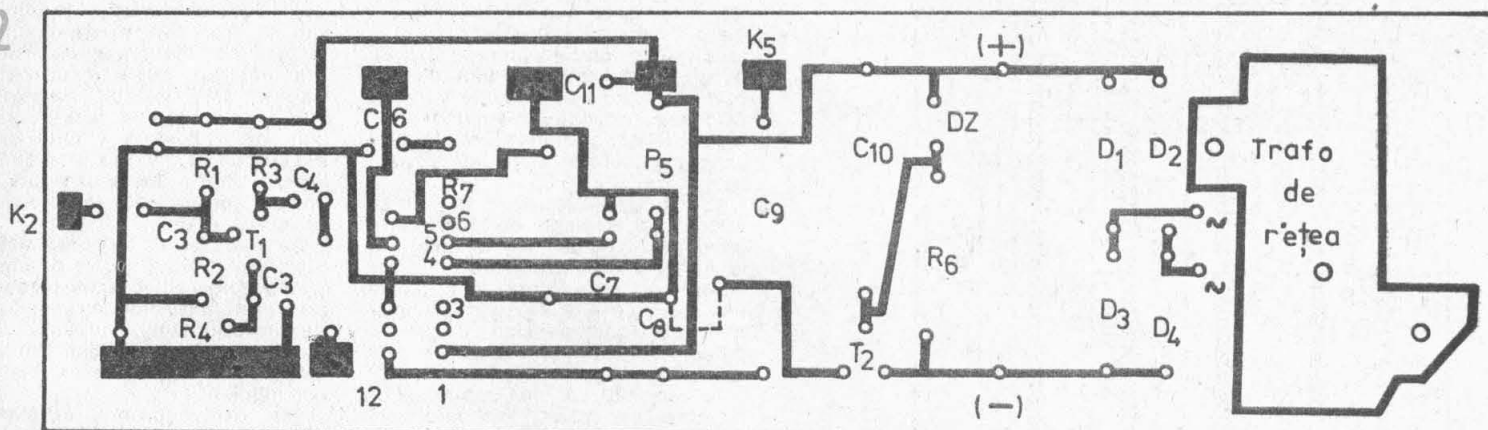 2
K5
(+)
C11
C6
DZ
P5
C10
D1
D2
Trafo
de
rețea
R1
R3
C4
R7
6
5
4
K2
C3
T1
C9
~
R2
C3
C7
R6
~
3
R4
C8
D3
D4
T2
12
1
(-)